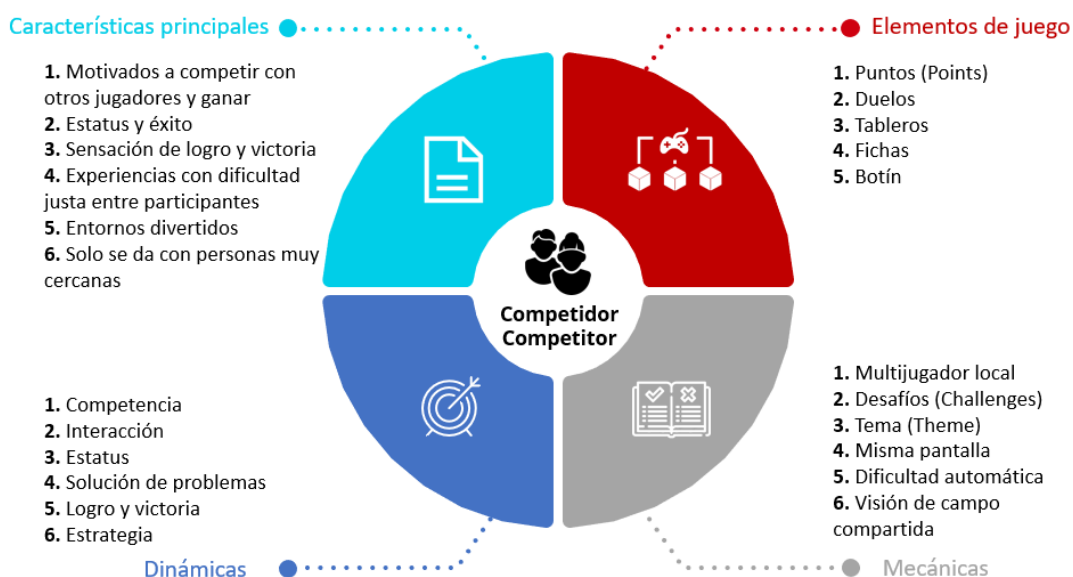 Características principales
1. Motivados a competir con
otros jugadores y ganar
2. Estatus y éxito
3. Sensación de logro y victoria
4. Experiencias con dificultad
justa entre participantes
5. Entornos divertidos
6. Solo se da con personas muy
cercanas
Elementos de juego
1. Puntos (Points)
2. Duelos
3. Tableros
4. Fichas
5. Botín
Competidor
Competitor
1. Competencia
2. Interacción
3. Estatus
4. Solución de problemas
5. Logro y victoria
6. Estrategia
Dinámicas
1. Multijugador local
2. Desafíos (Challenges)
3. Tema (Theme)
4. Misma pantalla
5. Dificultad automática
6. Visión de campo
compartida
Mecánicas